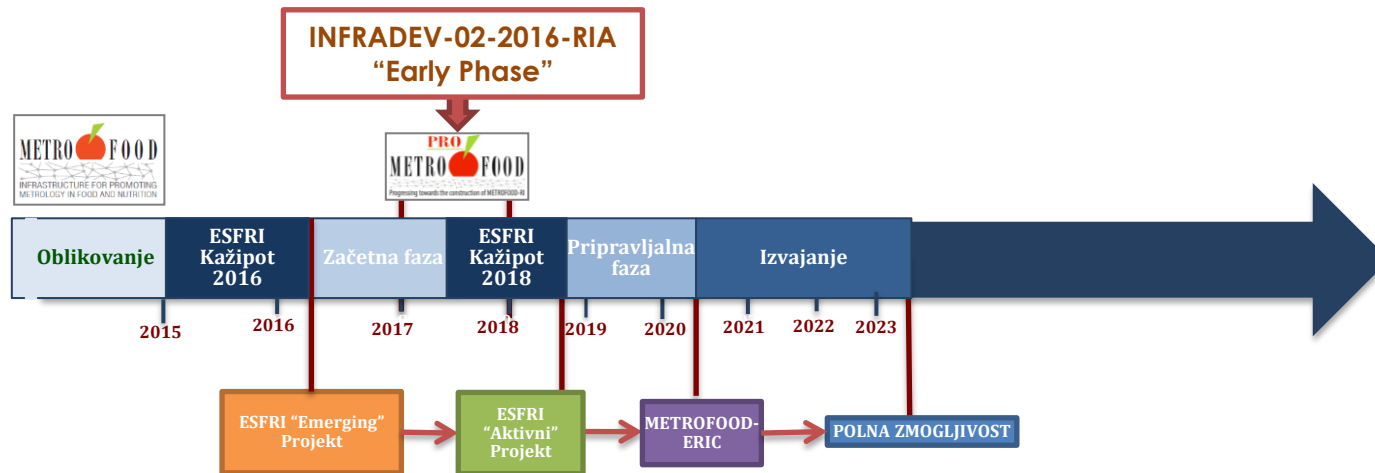 INFRADEV-02-2016-RIA
“Early Phase”
METRO FOOD
INFRASTRUCTURE FOR PROMOTING
METROLOGY IN FOOD AND NUTRITION
PRO
METRO FOOD
Progressing towards the construction of METROFOOD-RI
Oblikovanje
ESFRI
Kažipot
2016
Začetna faza
ESFRI
Kažipot
2018
Pripravljalna
faza
Izvajanje
2015
2016
2017
2018
2019
2020
2021
2022
2023
ESFRI “Emerging”
Projekt
ESFRI
“Aktivni”
Projekt
METROFOOD-
ERIC
POLNA ZMOGLJIVOST